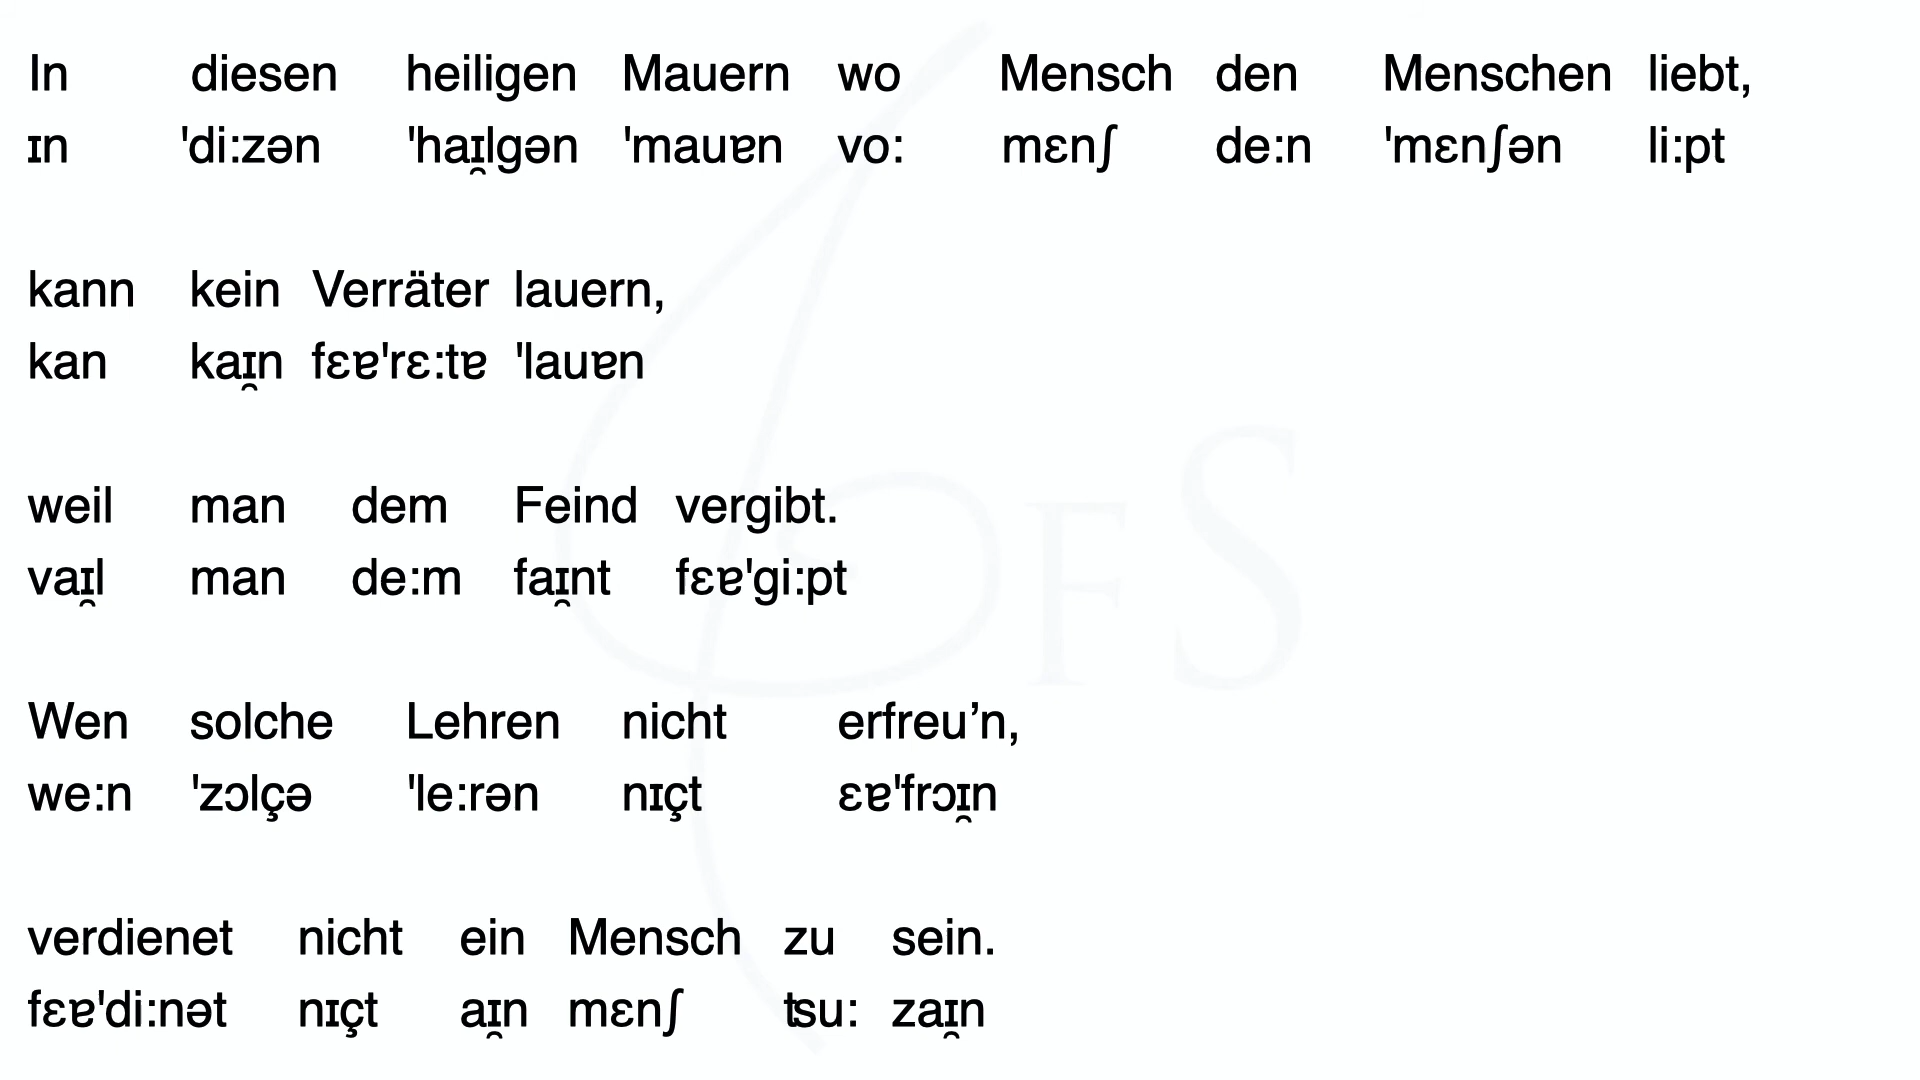 In diesen heiligen Mauern wo Mensch den Menschen liebt,
ɪn 'di:zən 'haɪ̯lgən 'mauɐn vo: mɛnʃ de:n 'mɛnʃən li:pt
kann kein Verräter lauern,
kan kaɪ̯n fɛɐ'rɛ:tɐ 'lauɐn
weil man dem Feind vergibt.
vaɪ̯l man de:m faɪ̯nt fɛɐ'gi:pt
Wen solche Lehren nicht erfreu’n,
we:n 'zɔlçə 'le:rən nɪçt ɛɐ'frɔɪ̯n
verdienet nicht ein Mensch zu sein.
fɛɐ'di:nət nɪçt aɪ̯n mɛnʃ ʦu: zaɪ̯n
FS